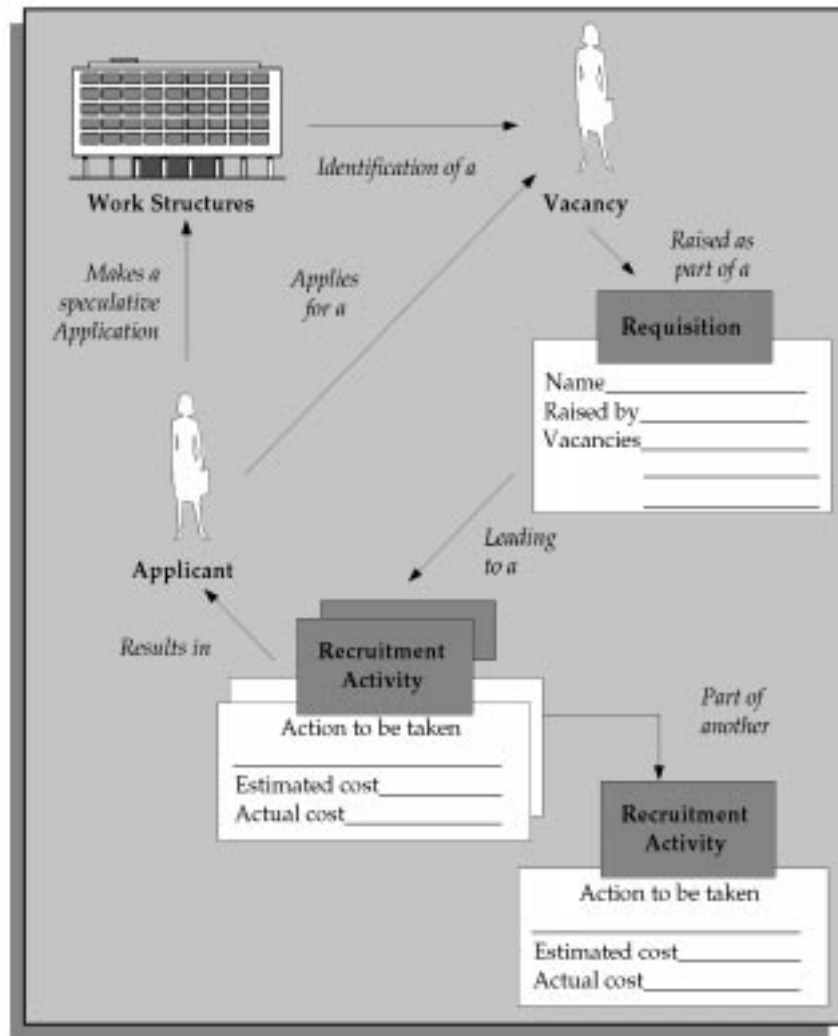 Identification of a
Work Structures
Vacancy
Makes a
speculative
Application
Applies
for a
Raised as
part of a
Requisition
Name
Raised by
Vacancies
Applicant
Leading
to a
Results in
Recruitment
Activity
Action to be taken
Estimated cost
Actual cost
Part of
another
Recruitment
Activity
Action to be taken
Estimated cost
Actual cost